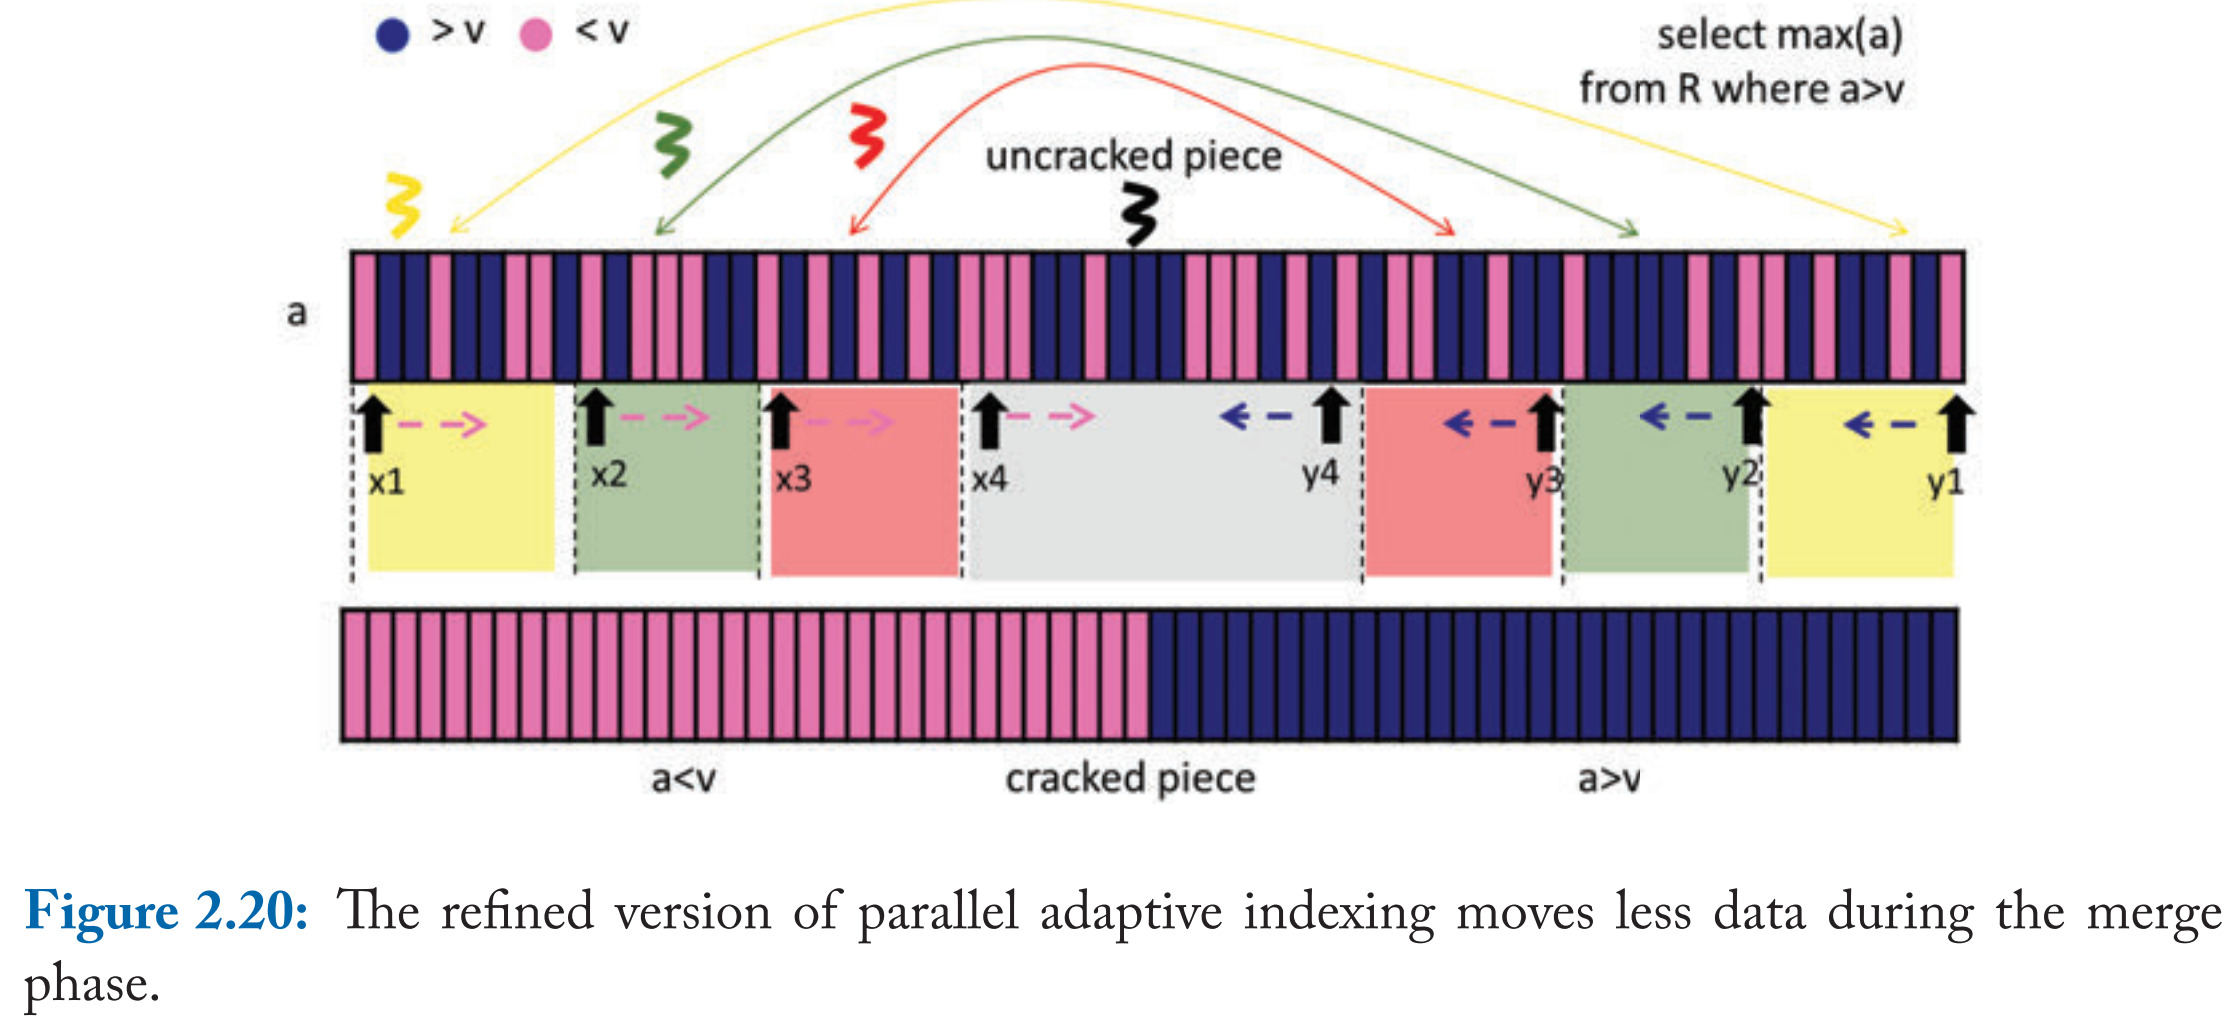 > v < v
select max(a)
from R where a>v
uncracked piece
a
x1 x2 x3 x4 y4 y3 y2 y1
a<v cracked piece a>v
Figure 2.20: The refined version of parallel adaptive indexing moves less data during the merge
phase.